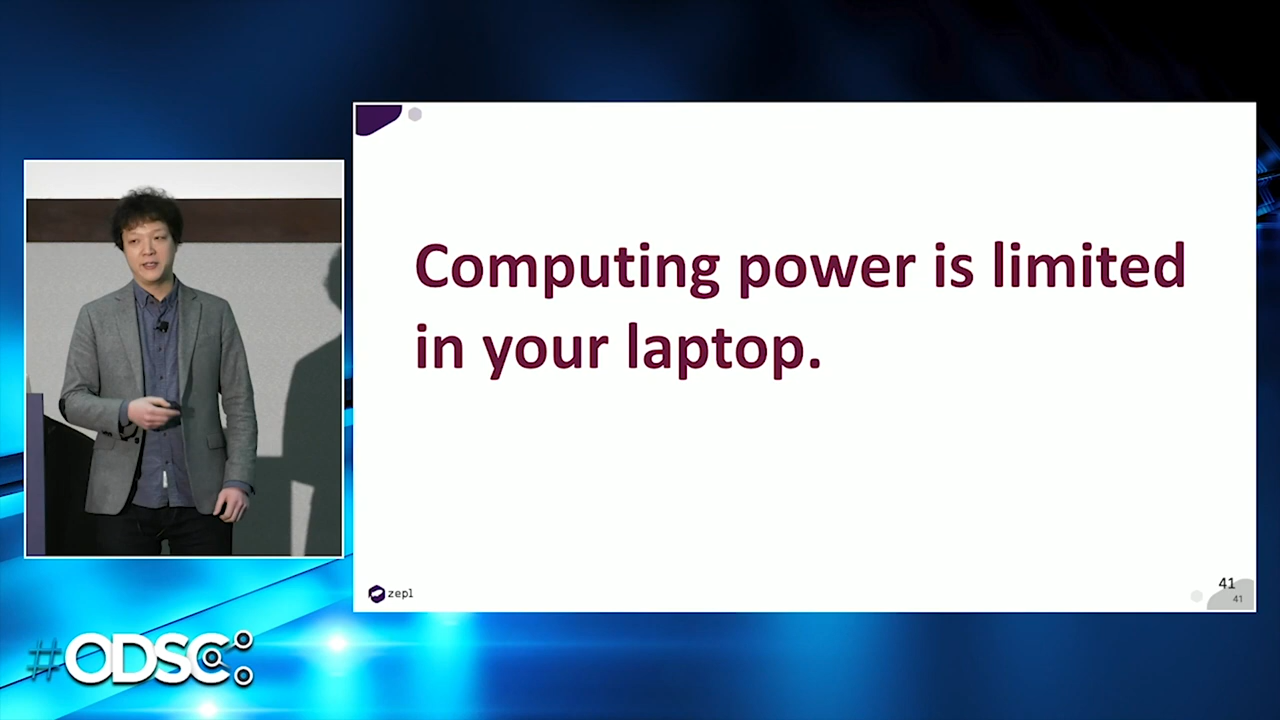 Computing power is limited
in your laptop.
zepl
41
41
#ODSC